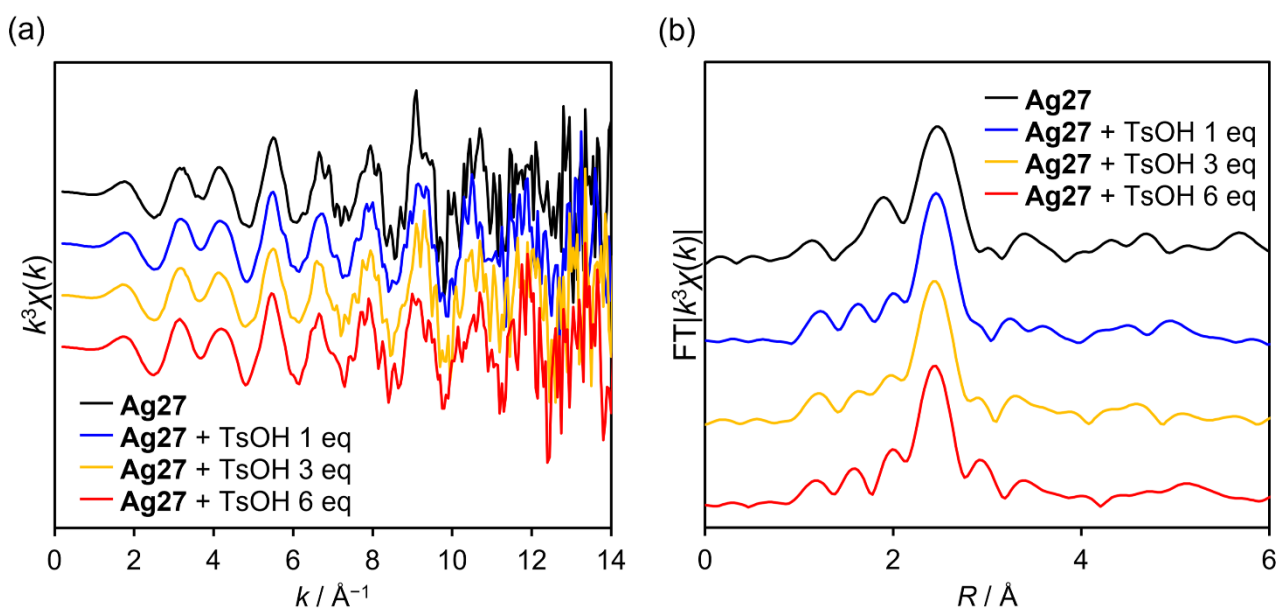 (a)
k³χ(k)
Ag27
Ag27 + TsOH 1 eq
Ag27 + TsOH 3 eq
Ag27 + TsOH 6 eq
0 2 4 6 8 10 12 14
k / Å⁻¹
(b)
FT|k³χ(k)|
Ag27
Ag27 + TsOH 1 eq
Ag27 + TsOH 3 eq
Ag27 + TsOH 6 eq
0 2 4 6
R / Å